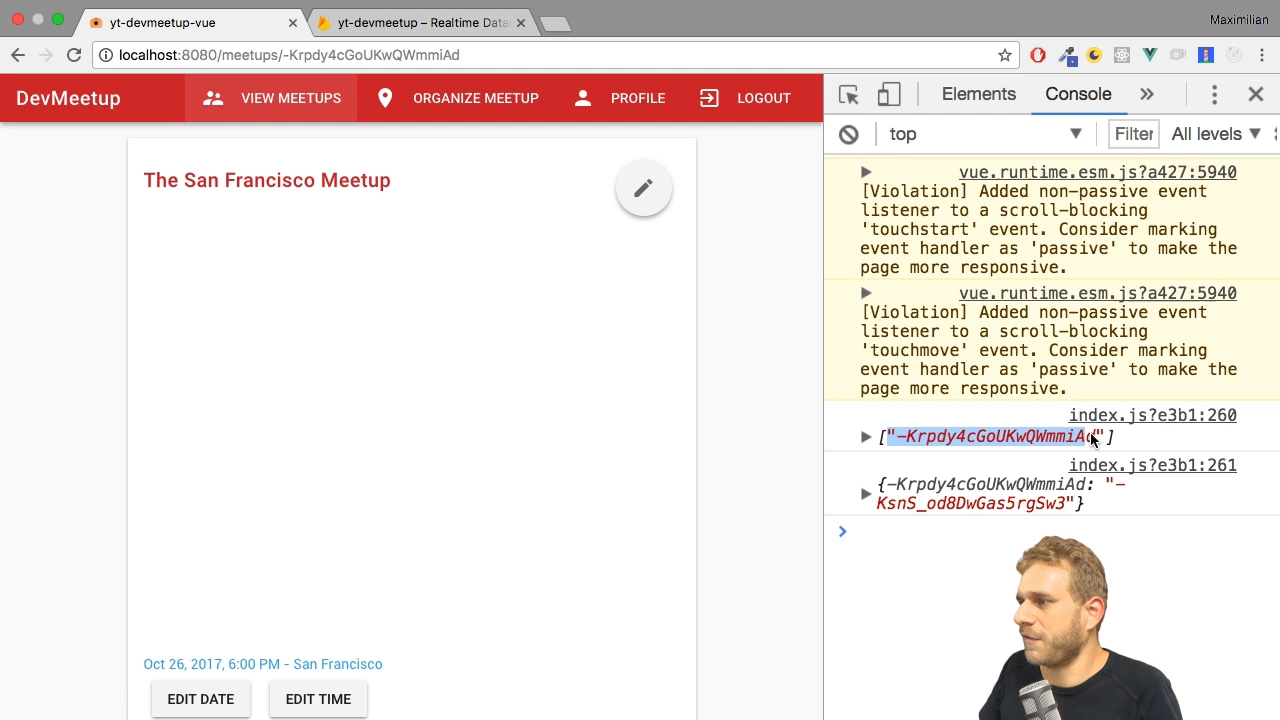 yt-devmeetup-vue
yt-devmeetup – Realtime Data
Maximilian
localhost:8080/meetups/-Krpdy4cGoUKwQWmmiAd
DevMeetup
VIEW MEETUPS
ORGANIZE MEETUP
PROFILE
LOGOUT
Elements
Console
top
Filter
All levels
The San Francisco Meetup
Oct 26, 2017, 6:00 PM - San Francisco
EDIT DATE
EDIT TIME
vue.runtime.esm.js?a427:5940
[Violation] Added non-passive event
listener to a scroll-blocking
'touchstart' event. Consider marking
event handler as 'passive' to make the
page more responsive.
vue.runtime.esm.js?a427:5940
[Violation] Added non-passive event
listener to a scroll-blocking
'touchmove' event. Consider marking
event handler as 'passive' to make the
page more responsive.
index.js?e3b1:260
["-Krpdy4cGoUKwQWmmiAd"]
index.js?e3b1:261
{-Krpdy4cGoUKwQWmmiAd: "-
KsnS_od8DwGas5rgSw3"}